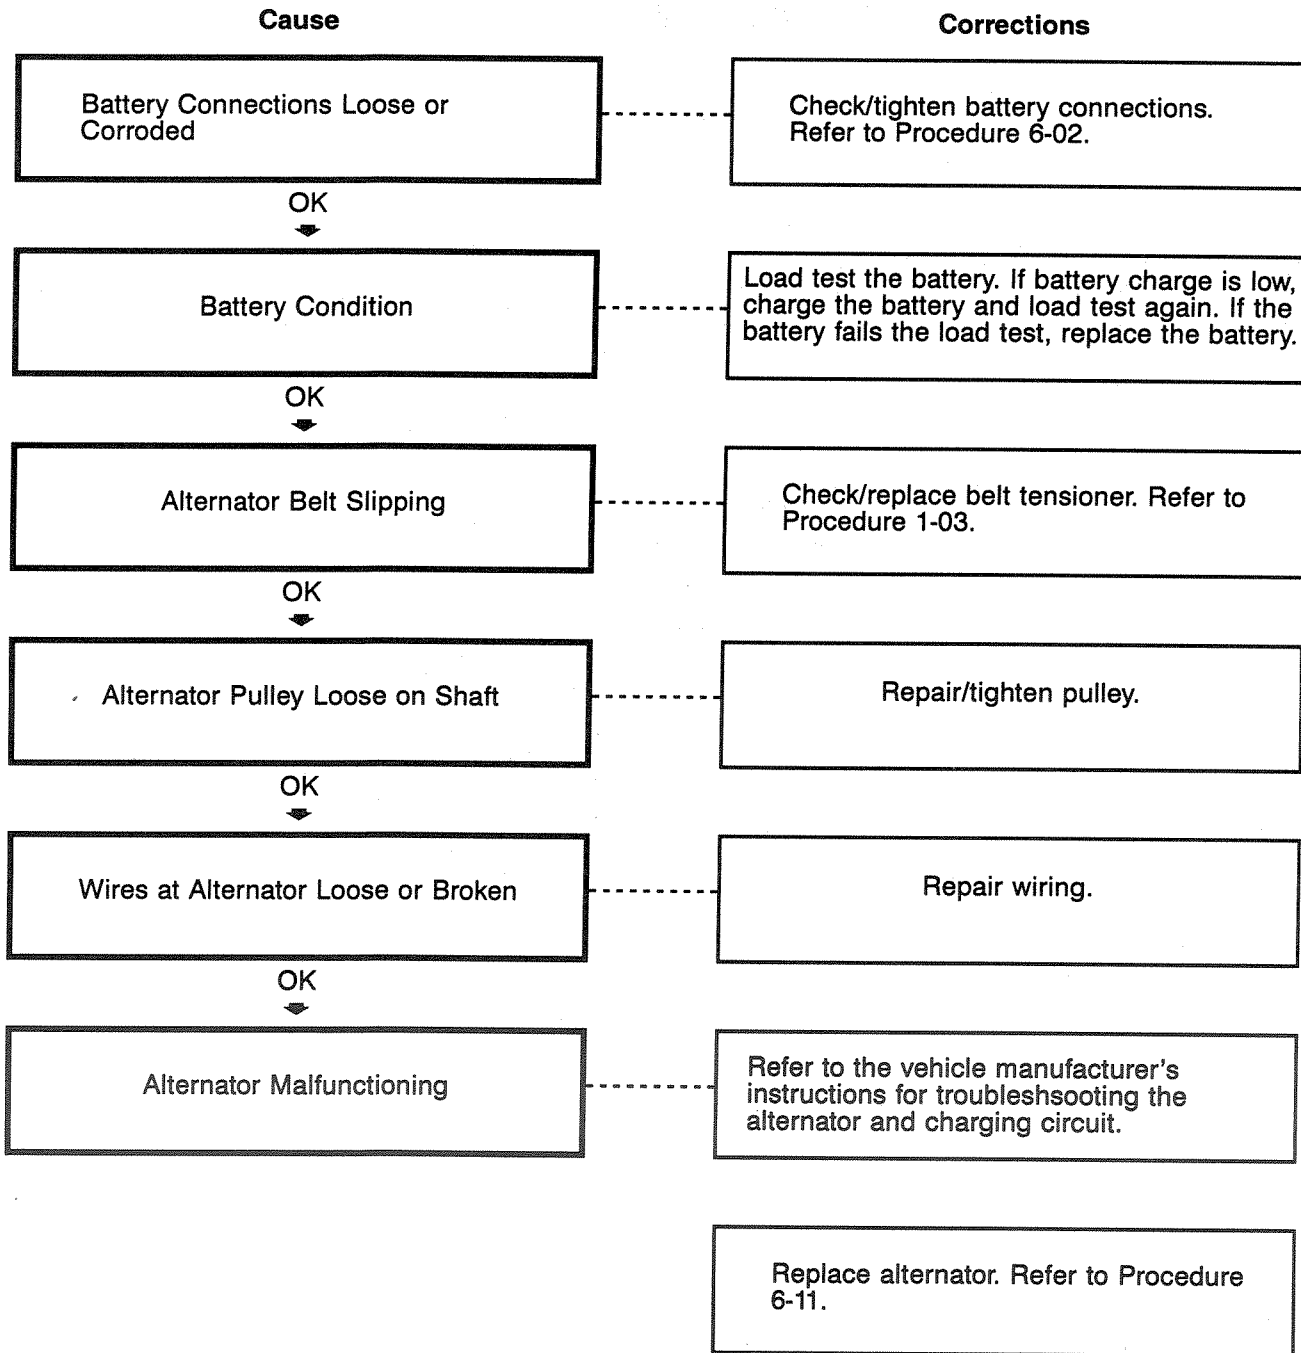 Cause
Corrections
Battery Connections Loose or
Corroded
Check/tighten battery connections.
Refer to Procedure 6-02.
OK
Battery Condition
Load test the battery. If battery charge is low,
charge the battery and load test again. If the
battery fails the load test, replace the battery.
OK
Alternator Belt Slipping
Check/replace belt tensioner. Refer to
Procedure 1-03.
OK
Alternator Pulley Loose on Shaft
Repair/tighten pulley.
OK
Wires at Alternator Loose or Broken
Repair wiring.
OK
Alternator Malfunctioning
Refer to the vehicle manufacturer's
instructions for troubleshsooting the
alternator and charging circuit.
Replace alternator. Refer to Procedure
6-11.